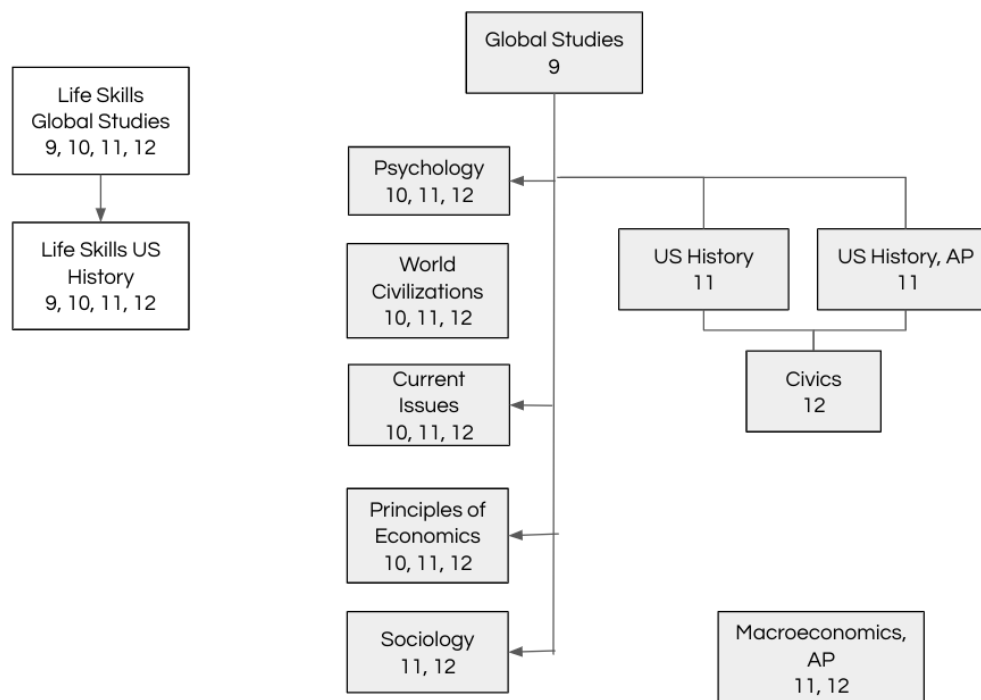 Global Studies
9
Life Skills
Global Studies
9, 10, 11, 12
Life Skills US
History
9, 10, 11, 12
Psychology
10, 11, 12
World
Civilizations
10, 11, 12
Current
Issues
10, 11, 12
Principles of
Economics
10, 11, 12
Sociology
11, 12
US History
11
US History, AP
11
Civics
12
Macroeconomics,
AP
11, 12